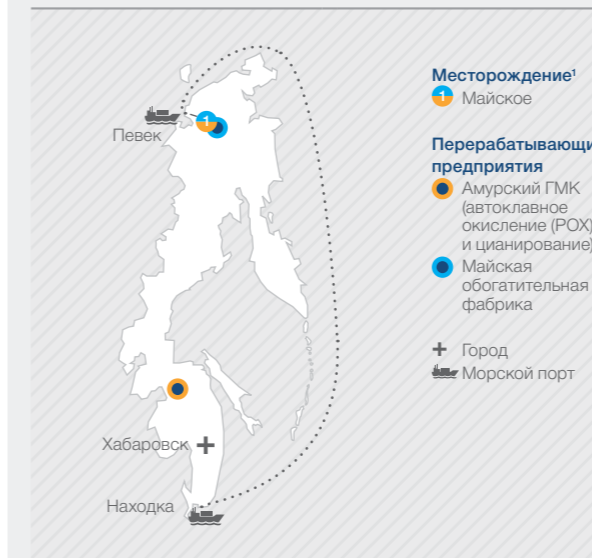 Месторождение¹
1 Майское
Перерабатывающи
предприятия
Амурский ГМК
(автоклавное
окисление (POX)
и цианирование)
Майская
обогатительная
фабрика
Город
Морской порт
1
Певек
Хабаровск
Находка